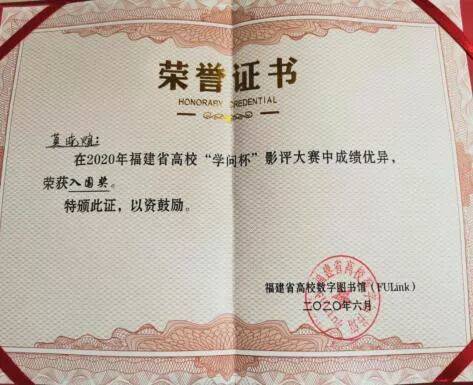 荣誉证书
HONORARY CREDENTIAL
在2020年福建省高校“学问杯”影评大赛中成绩优异，
荣获入围奖。
特颁此证，以资鼓励。
福建省高校数字图书馆（FULink）
二〇二〇年六月